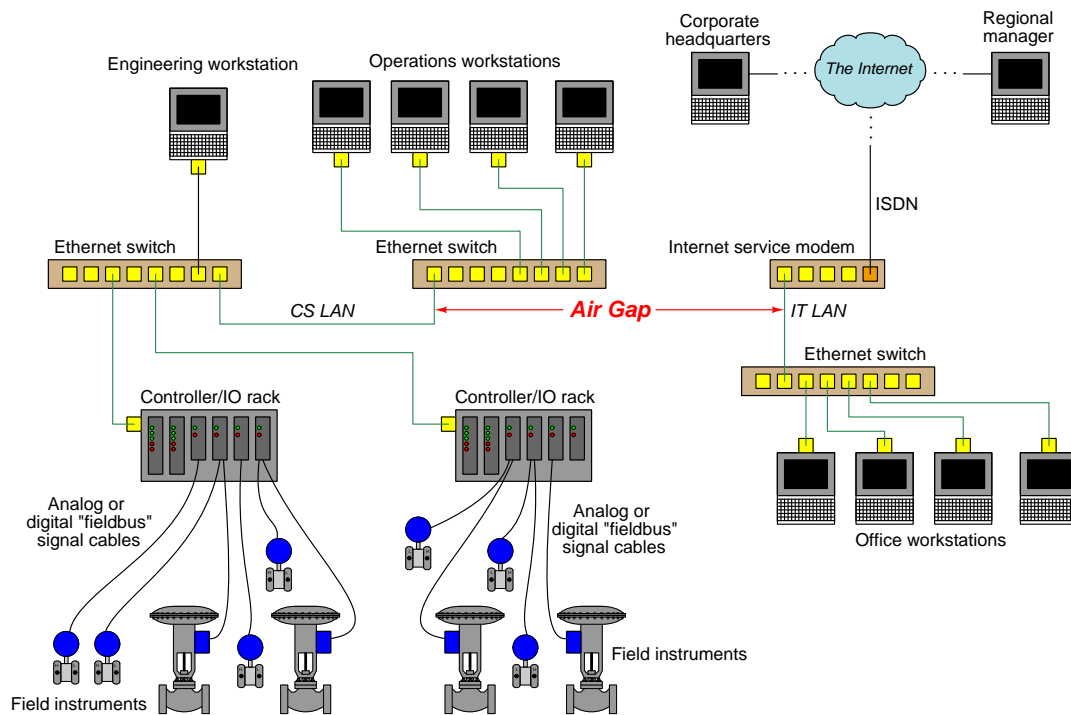 Corporate
headquarters
Regional
manager
The Internet
Engineering workstation
Operations workstations
ISDN
Ethernet switch
Ethernet switch
Internet service modem
CS LAN
Air Gap
IT LAN
Ethernet switch
Controller/IO rack
Controller/IO rack
Analog or
digital "fieldbus"
signal cables
Analog or
digital "fieldbus"
signal cables
Office workstations
Field instruments
Field instruments